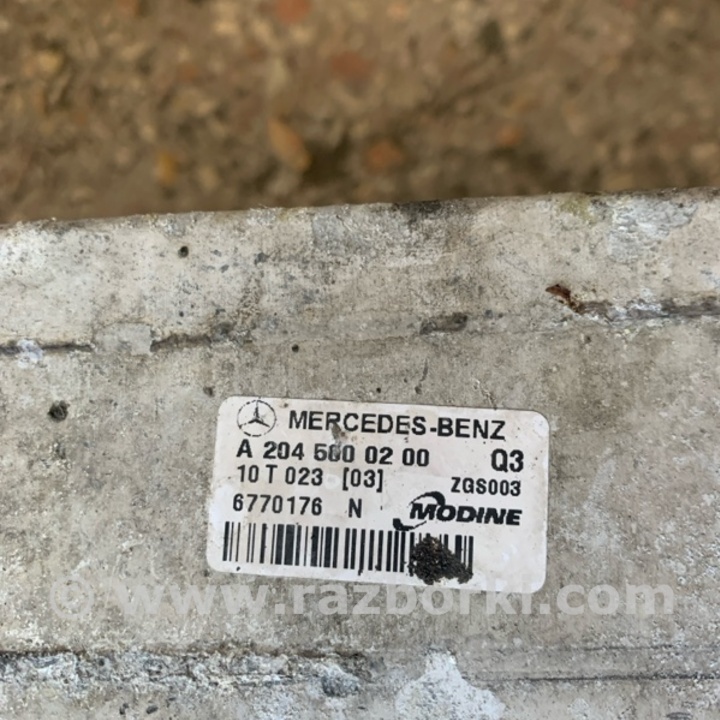 MERCEDES-BENZ
A 204 500 02 00 Q3
10 T 023 [03] ZGS003
6770176 N MODINE
© www.razborki.com